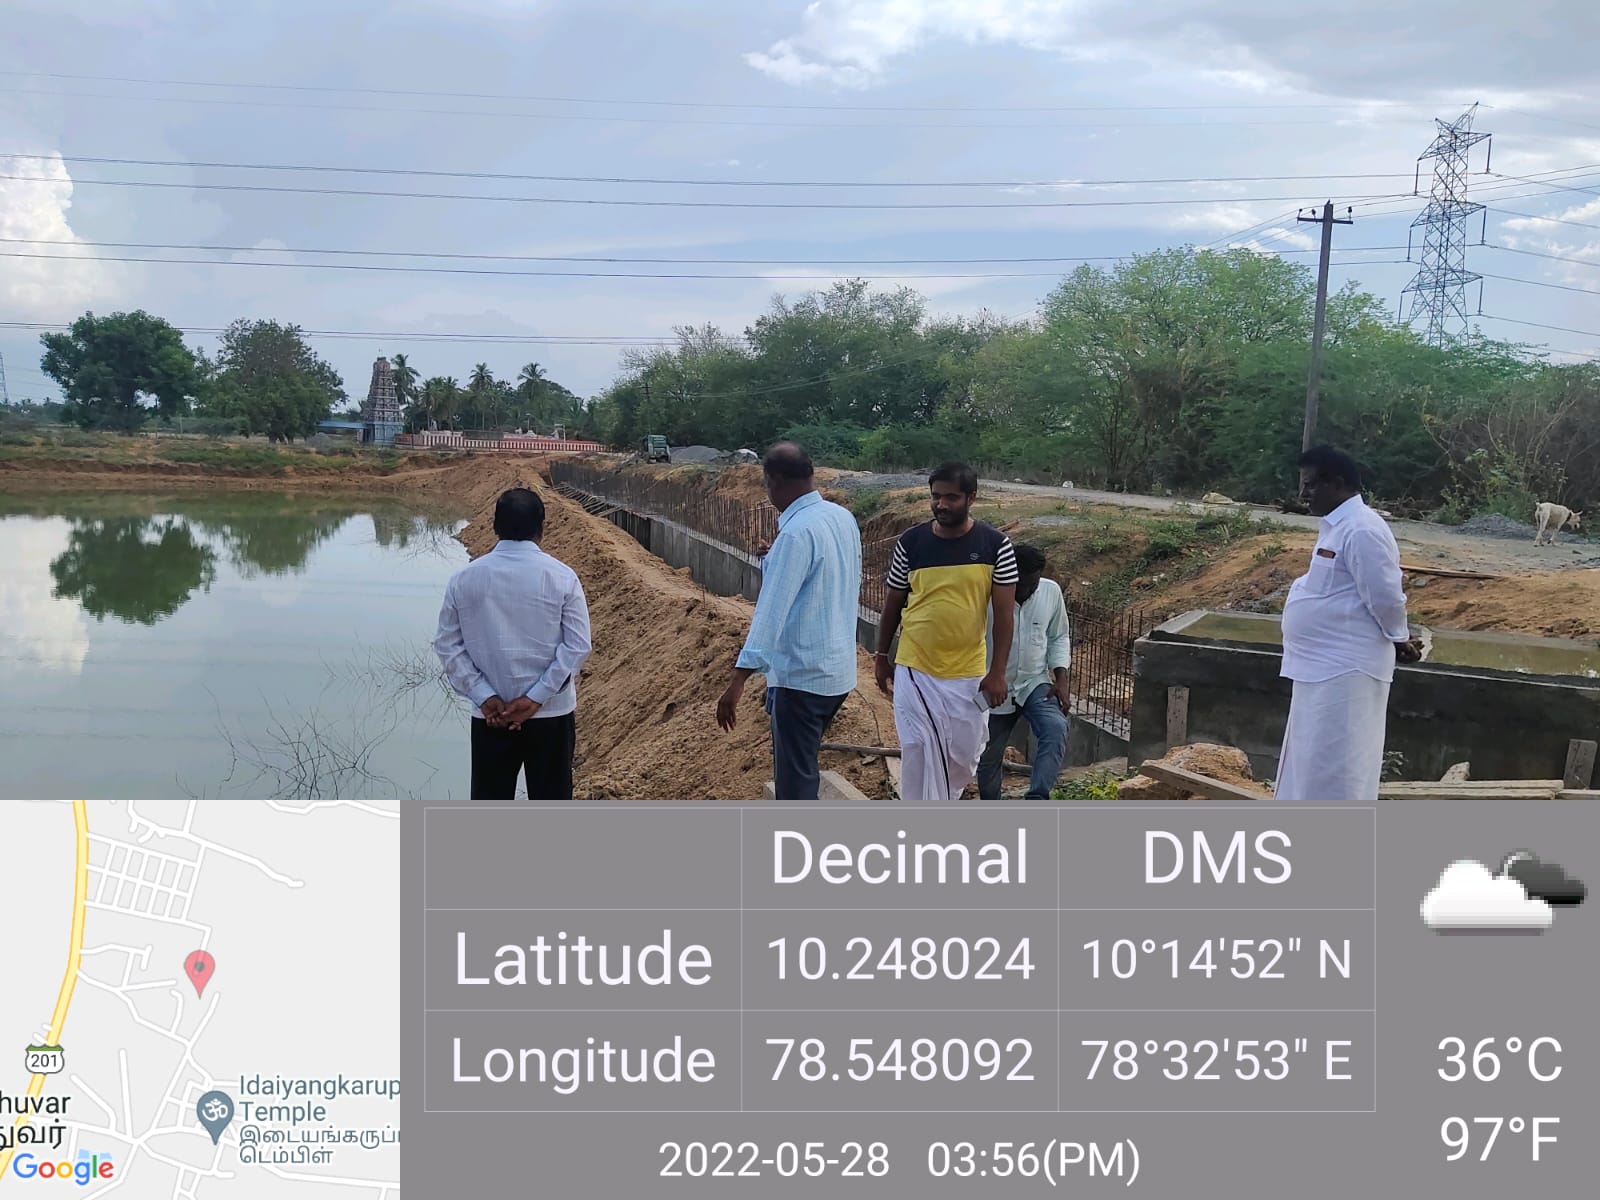 Decimal DMS
Latitude 10.248024 10°14'52" N
Longitude 78.548092 78°32'53" E
2022-05-28 03:56(PM)
36°C
97°F
201
Idaiyangkarup
Temple
இடையங்கருப்
டெம்பிள்
huvar
துவர்
Google